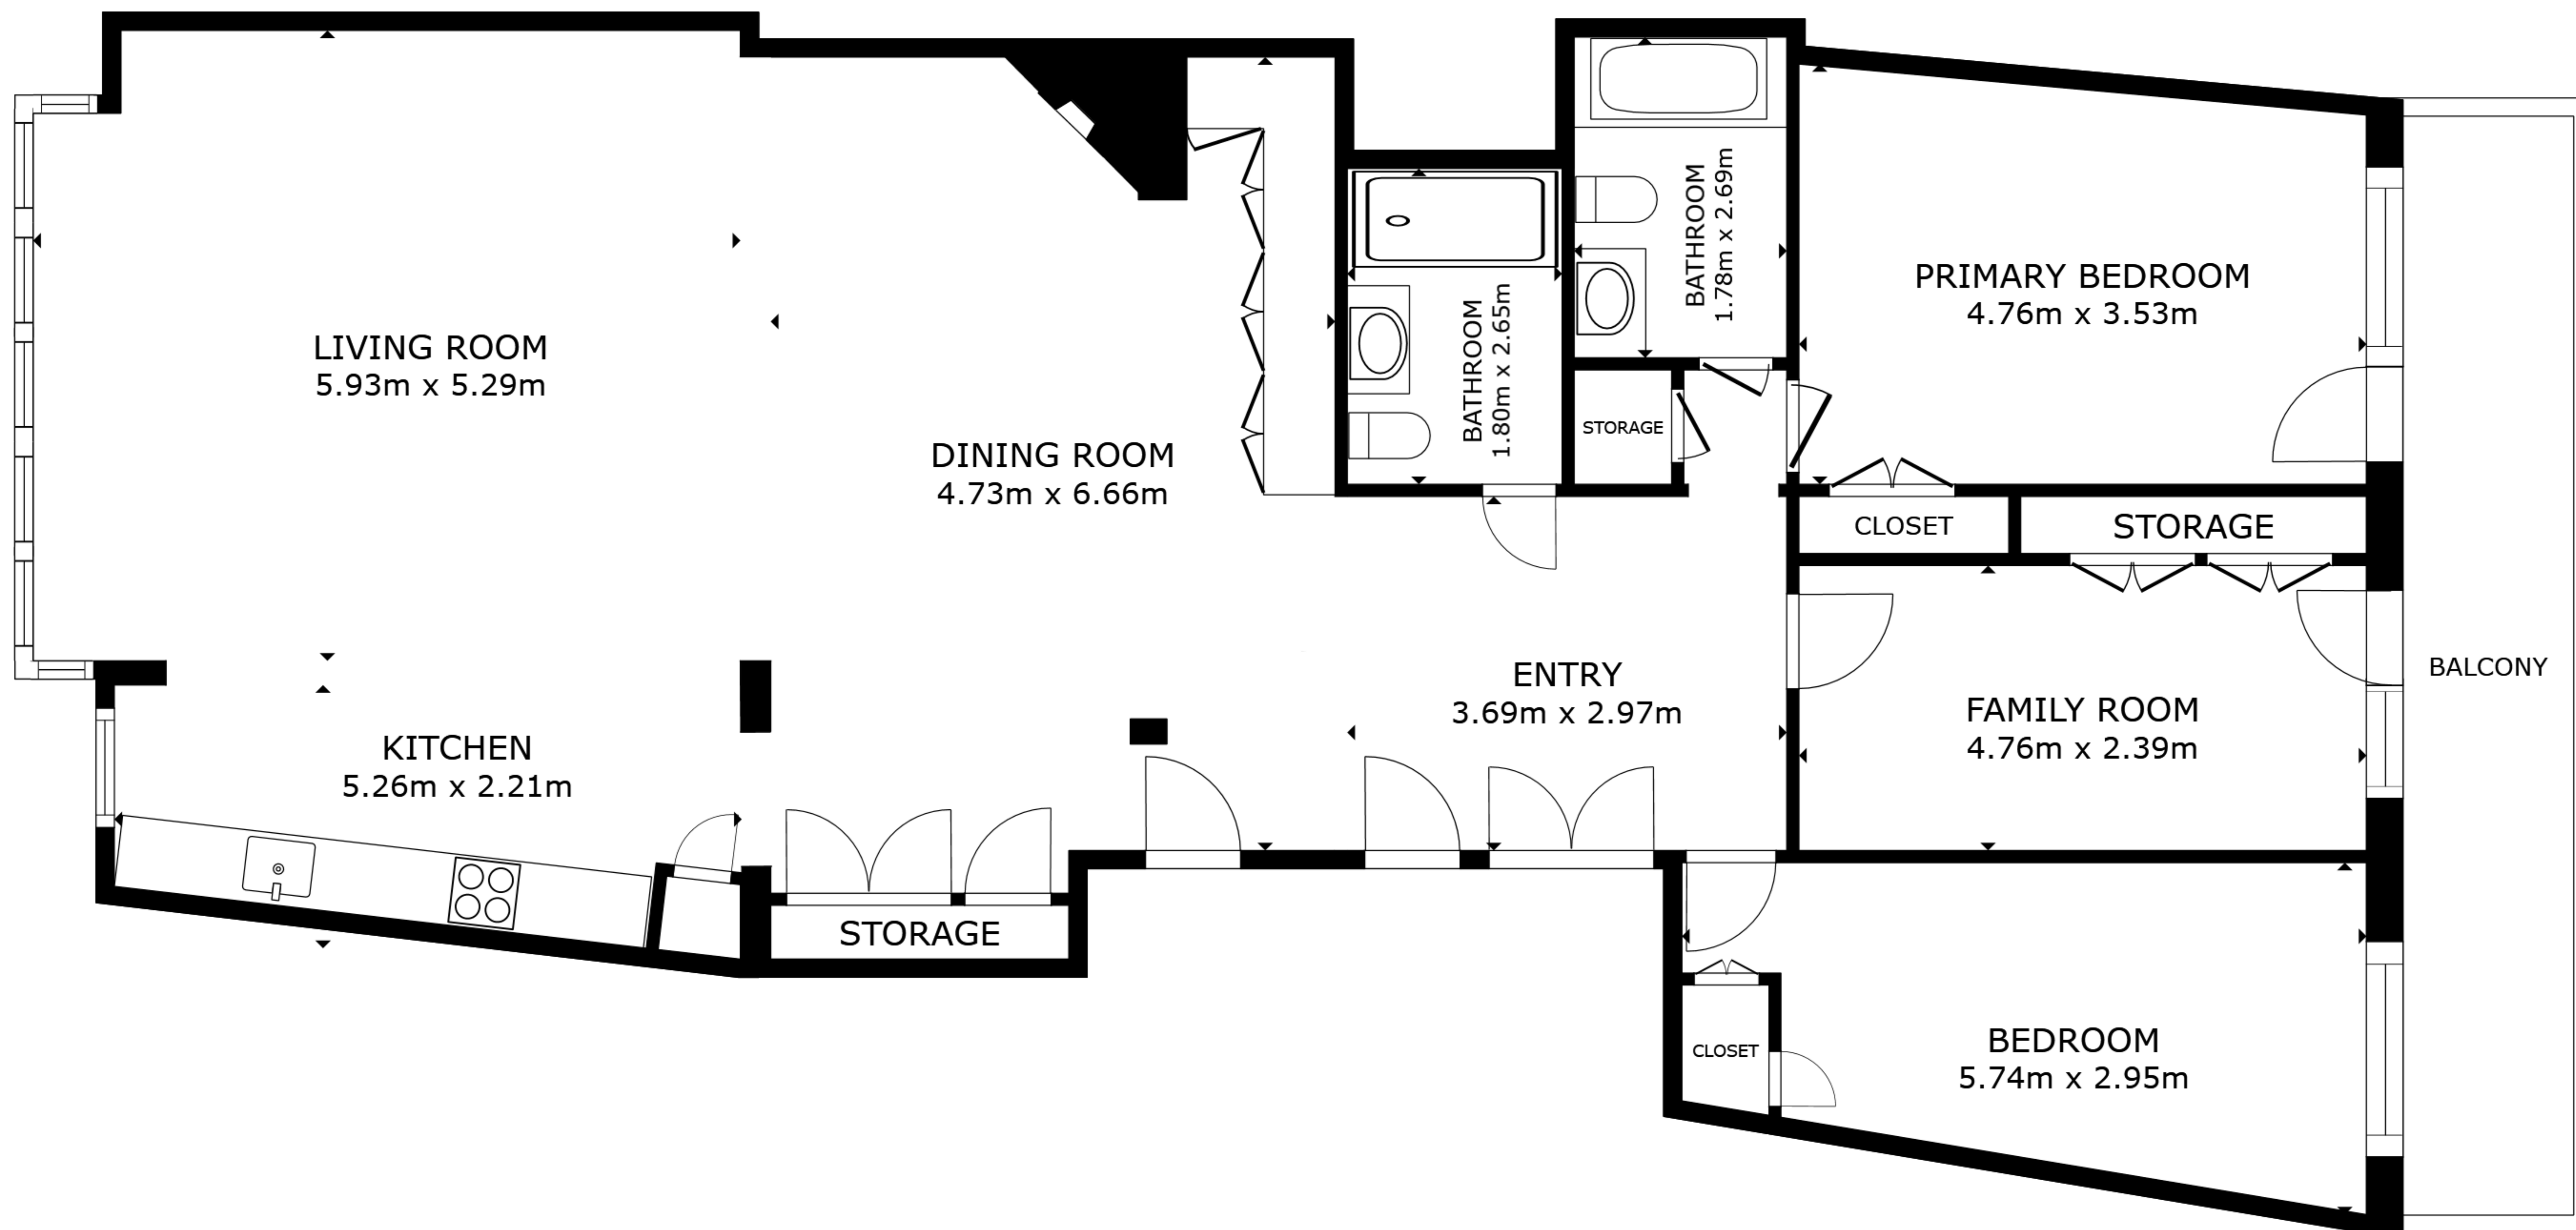 LIVING ROOM
5.93m x 5.29m
DINING ROOM
4.73m x 6.66m
KITCHEN
5.26m x 2.21m
STORAGE
BATHROOM
1.80m x 2.65m
BATHROOM
1.78m x 2.69m
STORAGE
ENTRY
3.69m x 2.97m
PRIMARY BEDROOM
4.76m x 3.53m
CLOSET
STORAGE
FAMILY ROOM
4.76m x 2.39m
BALCONY
CLOSET
BEDROOM
5.74m x 2.95m